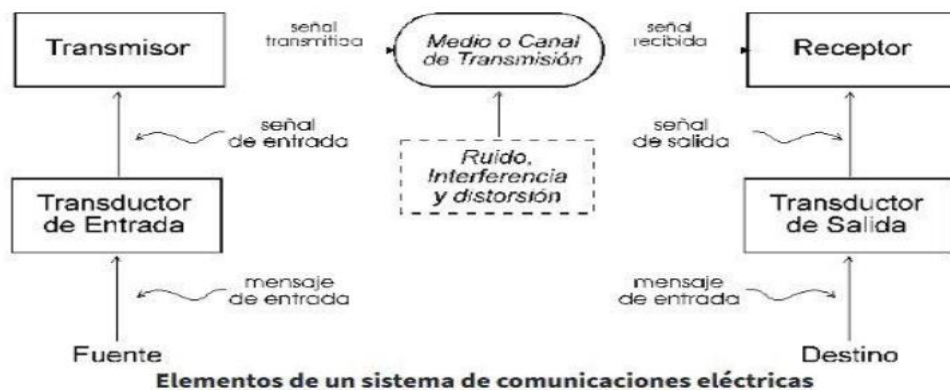 señal
transmitida
señal
recibida
Transmisor
Medio o Canal
de Transmisión
Receptor
señal
de entrada
señal
de salida
Ruido,
Interferencia
y distorsión
Transductor
de Entrada
Transductor
de Salida
mensaje
de entrada
mensaje
de entrada
Fuente
Destino
Elementos de un sistema de comunicaciones eléctricas